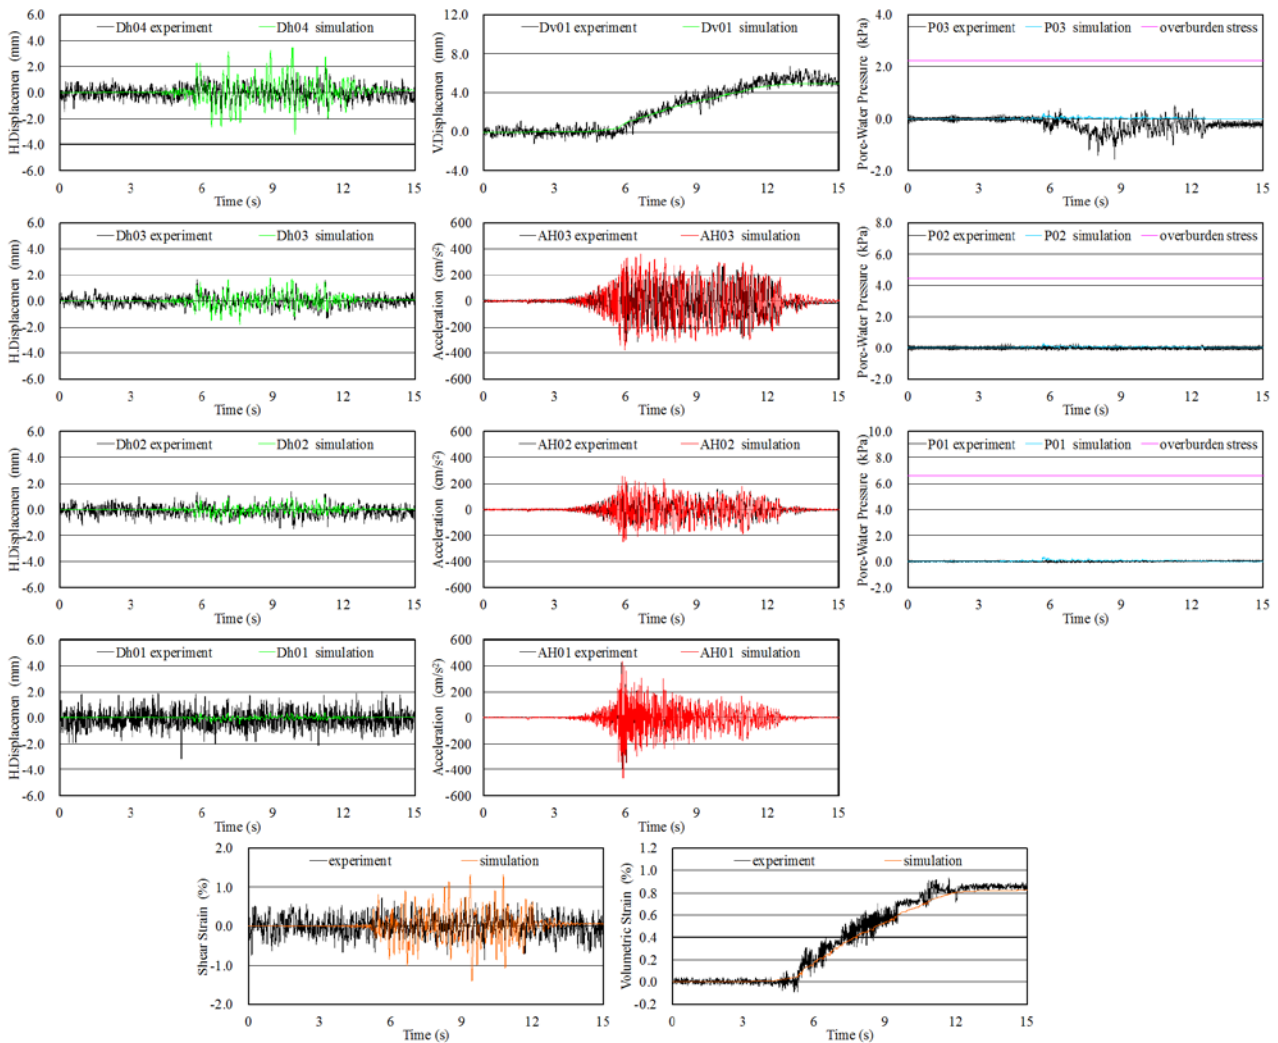 Dh04 experiment Dh04 simulation
H.Displacemen (mm)
6.0
4.0
2.0
0.0
-2.0
-4.0
-6.0
0 3 6 9 12 15
Time (s)
Dv01 experiment Dv01 simulation
V.Displacemen (mm)
12.0
8.0
4.0
0.0
-4.0
0 3 6 9 12 15
Time (s)
P03 experiment P03 simulation overburden stress
Pore-Water Pressure (kPa)
4.0
2.0
0.0
-2.0
0 3 6 9 12 15
Time (s)
Dh03 experiment Dh03 simulation
H.Displacemen (mm)
6.0
4.0
2.0
0.0
-2.0
-4.0
-6.0
0 3 6 9 12 15
Time (s)
AH03 experiment AH03 simulation
Acceleration (cm/s²)
600
400
200
0
-200
-400
-600
0 3 6 9 12 15
Time (s)
P02 experiment P02 simulation overburden stress
Pore-Water Pressure (kPa)
8.0
6.0
4.0
2.0
0.0
-2.0
0 3 6 9 12 15
Time (s)
Dh02 experiment Dh02 simulation
H.Displacemen (mm)
6.0
4.0
2.0
0.0
-2.0
-4.0
-6.0
0 3 6 9 12 15
Time (s)
AH02 experiment AH02 simulation
Acceleration (cm/s²)
600
400
200
0
-200
-400
-600
0 3 6 9 12 15
Time (s)
P01 experiment P01 simulation overburden stress
Pore-Water Pressure (kPa)
10.0
8.0
6.0
4.0
2.0
0.0
-2.0
0 3 6 9 12 15
Time (s)
Dh01 experiment Dh01 simulation
H.Displacemen (mm)
6.0
4.0
2.0
0.0
-2.0
-4.0
-6.0
0 3 6 9 12 15
Time (s)
AH01 experiment AH01 simulation
Acceleration (cm/s²)
600
400
200
0
-200
-400
-600
0 3 6 9 12 15
Time (s)
experiment simulation
Shear Strain (%)
2.0
1.0
0.0
-1.0
-2.0
0 3 6 9 12 15
Time (s)
experiment simulation
Volumetric Strain (%)
1.2
1.0
0.8
0.6
0.4
0.2
0.0
-0.2
0 3 6 9 12 15
Time (s)